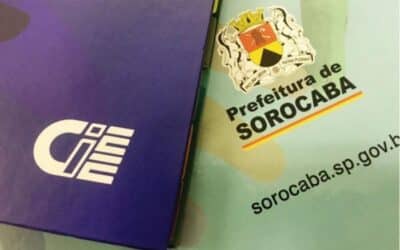 CIEE
Prefeitura de
SOROCABA
sorocaba.sp.gov.b